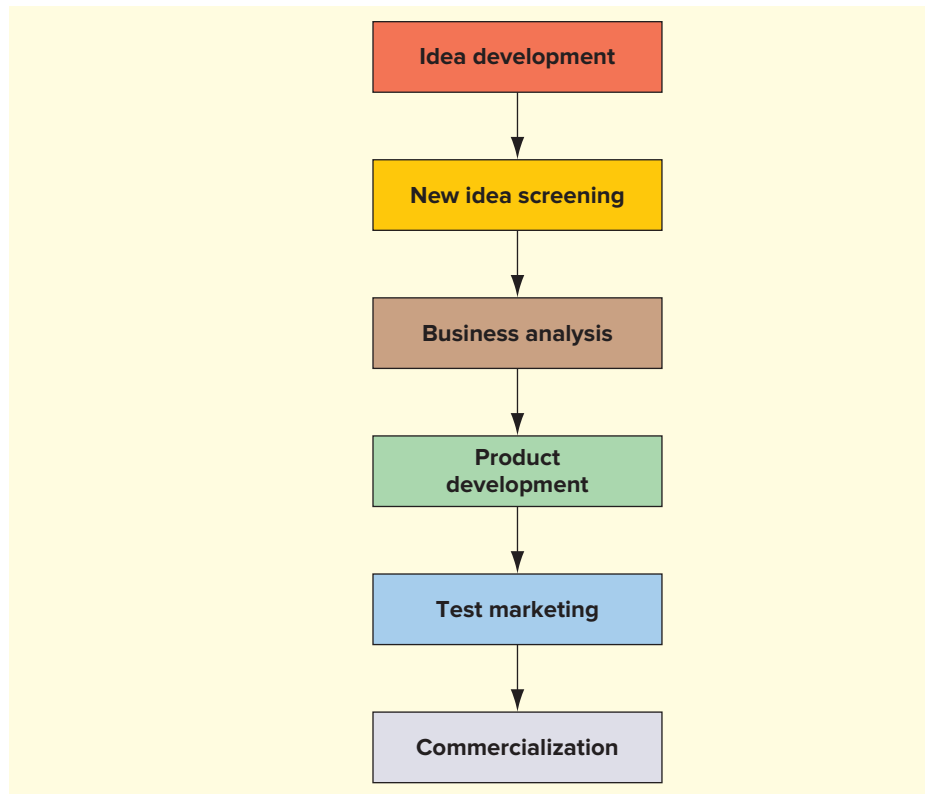 Idea development
New idea screening
Business analysis
Product
development
Test marketing
Commercialization